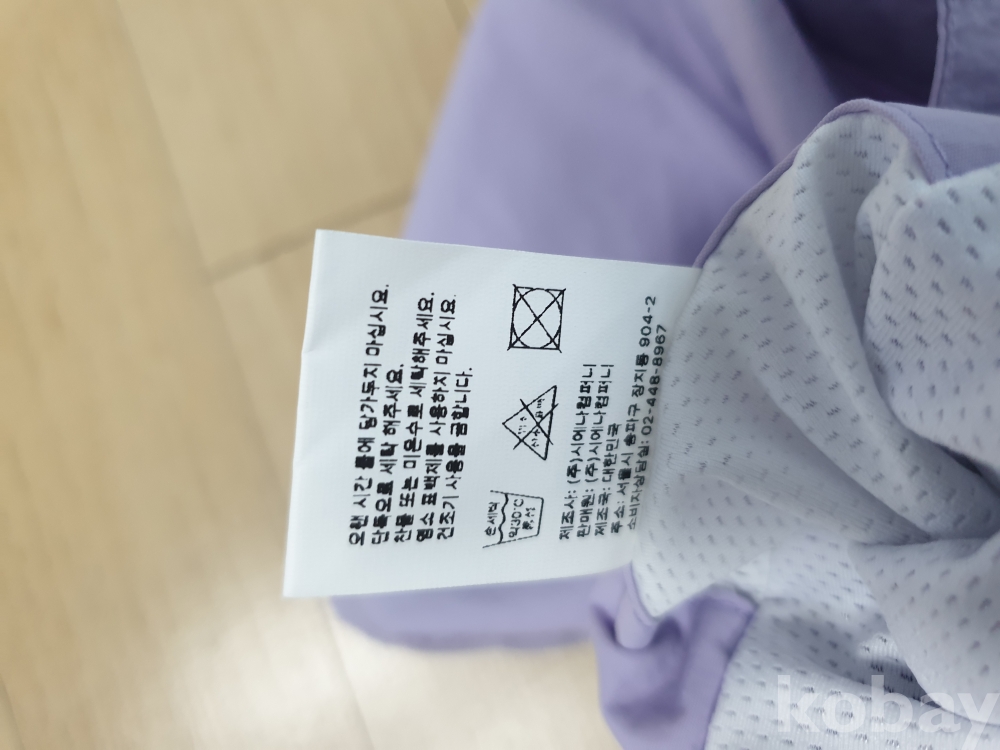 오랜 시간 물에 담가두지 마십시요.
단독으로 세탁 해주세요.
찬물 또는 미온수로 세탁해주세요.
염소 표백제를 사용하지 마십시요.
건조기 사용을 금합니다.
손세탁
약30℃
중성
제조사: (주)시에나컴퍼니
판매원: (주)시에나컴퍼니
제조국: 대한민국
주소: 서울시 송파구 장지동 904-2
소비자상담실: 02-448-8967
kobay